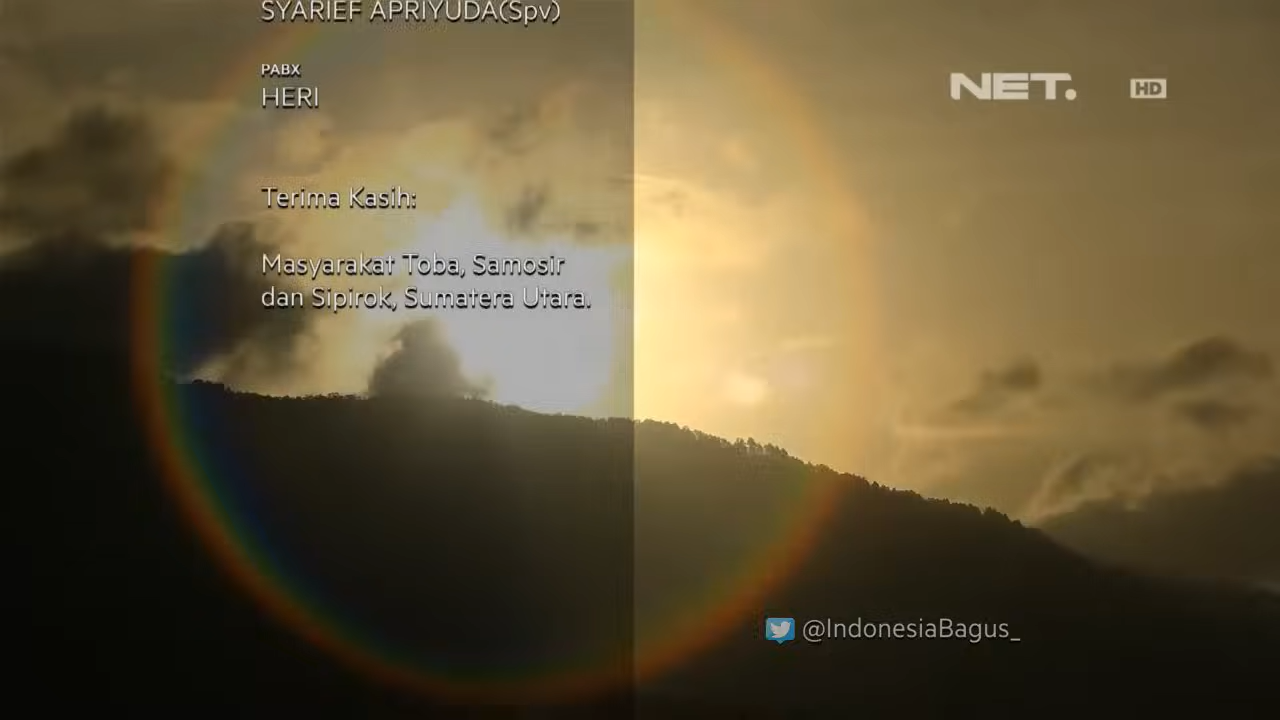 SYARIEF APRIYUDA(Spv)
PABX
HERI
NET.
HD
Terima Kasih:
Masyarakat Toba, Samosir
dan Sipirok, Sumatera Utara.
@IndonesiaBagus_